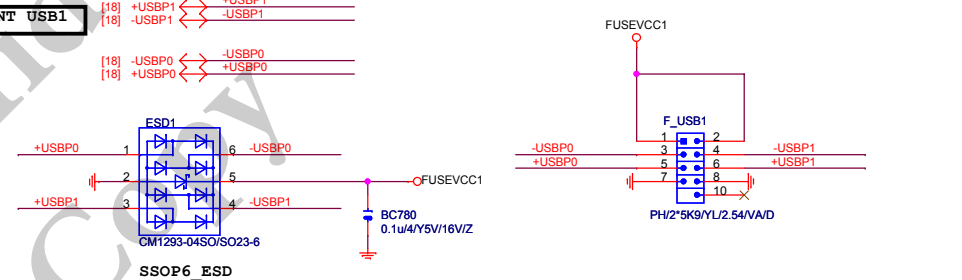 NT USB1
[18] +USBP1 +USBP1
[18] -USBP1 -USBP1
[18] -USBP0 -USBP0
[18] +USBP0 +USBP0
ESD1
+USBP0 1 6 -USBP0
2 5 FUSEVCC1
+USBP1 3 4 -USBP1
CM1293-04SO/SO23-6
SSOP6_ESD
BC780
0.1u/4/Y5V/16V/Z
FUSEVCC1
F_USB1
1 2
-USBP0 3 4 -USBP1
+USBP0 5 6 +USBP1
7 8
10
PH/2*5K9/YL/2.54/VA/D
Copy